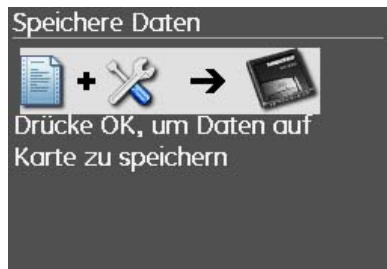 Speichere Daten
Drücke OK, um Daten auf
Karte zu speichern